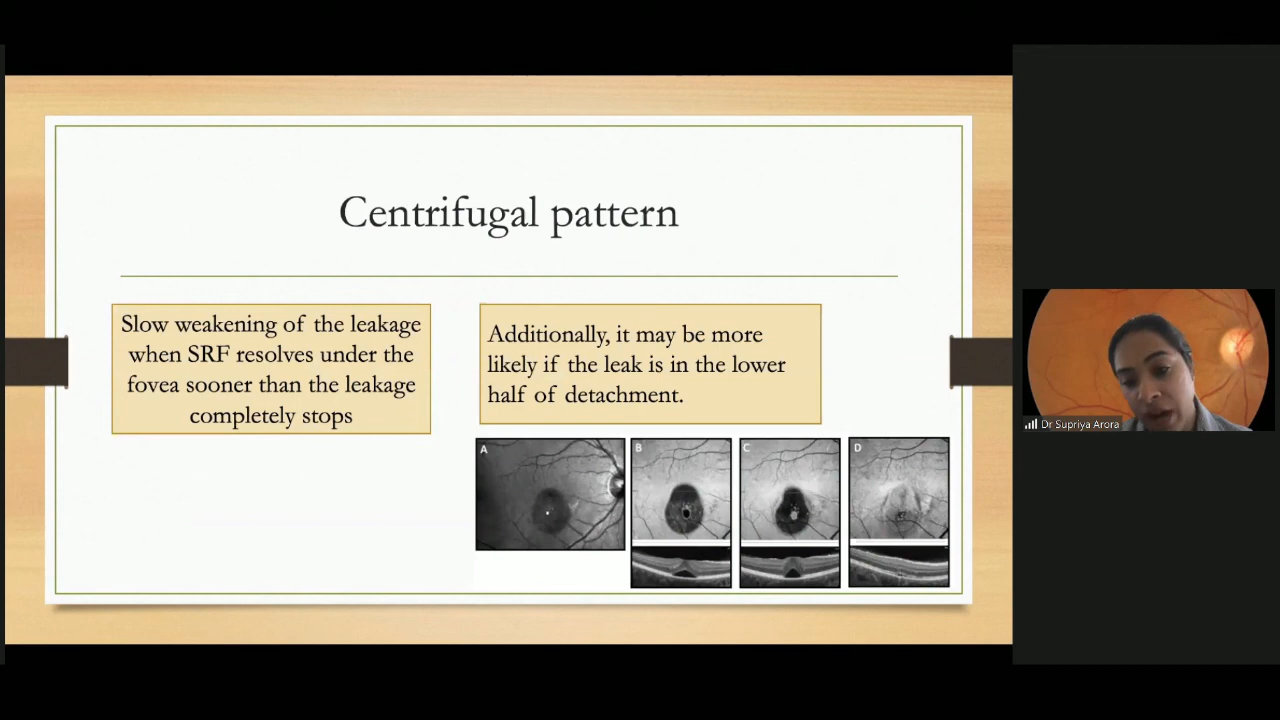 Centrifugal pattern
Slow weakening of the leakage
when SRF resolves under the
fovea sooner than the leakage
completely stops
Additionally, it may be more
likely if the leak is in the lower
half of detachment.
A
B
C
D
Dr Supriya Arora